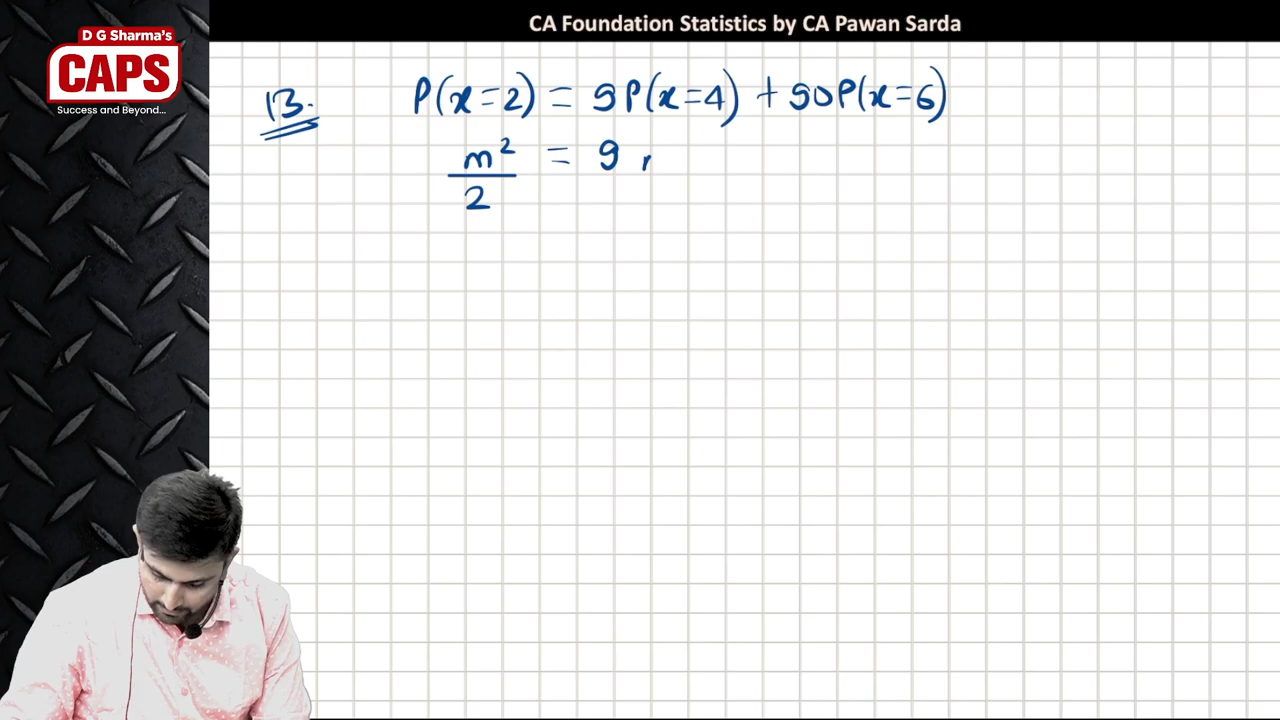 CA Foundation Statistics by CA Pawan Sarda
D G Sharma's
CAPS
Success and Beyond...
13.
P(x=2) = 9P(x=4) + 90P(x=6)
m² = 9
2